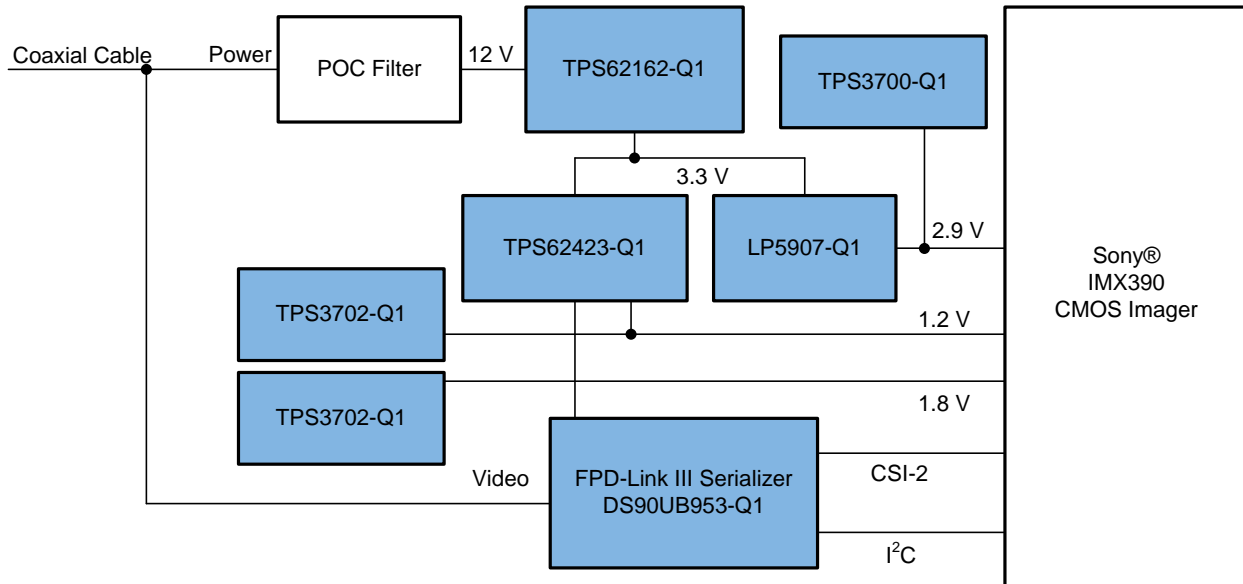 Coaxial Cable
Power
POC Filter
12 V
TPS62162-Q1
TPS3700-Q1
3.3 V
TPS62423-Q1
LP5907-Q1
2.9 V
Sony®
IMX390
CMOS Imager
TPS3702-Q1
1.2 V
TPS3702-Q1
1.8 V
Video
FPD-Link III Serializer
DS90UB953-Q1
CSI-2
I²C